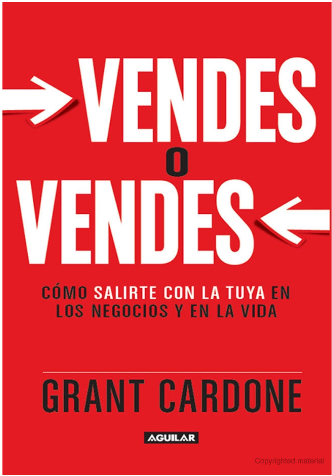 VENDES
O
VENDES
CÓMO SALIRTE CON LA TUYA EN
LOS NEGOCIOS Y EN LA VIDA
GRANT CARDONE
AGUILAR
Copyrighted material